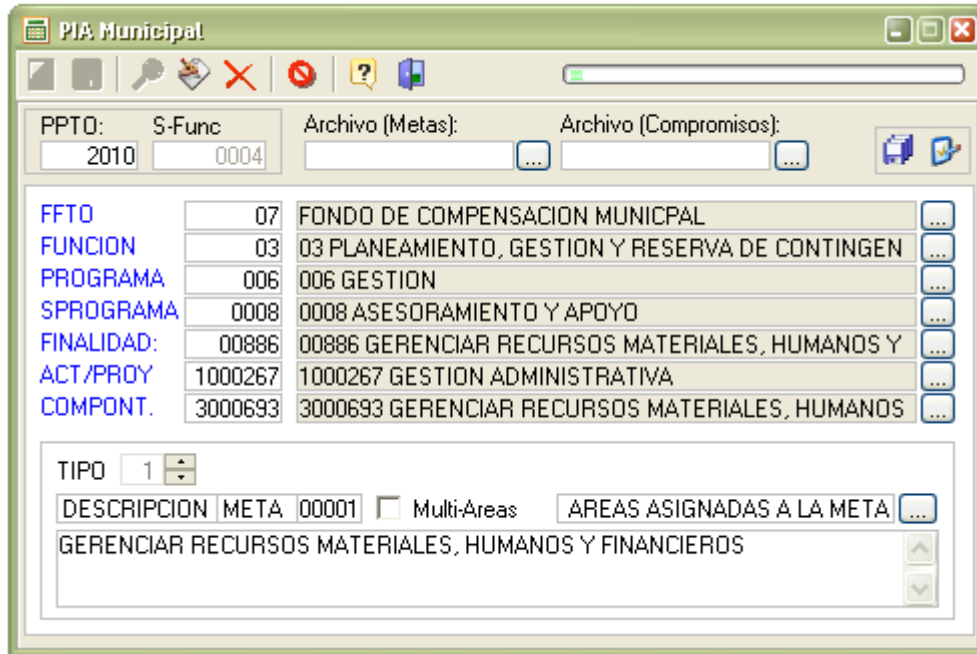 PIA Municipal
PPTO: S-Func Archivo (Metas): Archivo (Compromisos):
2010 0004 ... ...
FFTO 07 FONDO DE COMPENSACION MUNICPAL ...
FUNCION 03 03 PLANEAMIENTO, GESTION Y RESERVA DE CONTINGEN ...
PROGRAMA 006 006 GESTION ...
SPROGRAMA 0008 0008 ASESORAMIENTO Y APOYO ...
FINALIDAD: 00886 00886 GERENCIAR RECURSOS MATERIALES, HUMANOS Y ...
ACT/PROY 1000267 1000267 GESTION ADMINISTRATIVA ...
COMPONT. 3000693 3000693 GERENCIAR RECURSOS MATERIALES, HUMANOS ...
TIPO 1
DESCRIPCION META 00001 Multi-Areas AREAS ASIGNADAS A LA META ...
GERENCIAR RECURSOS MATERIALES, HUMANOS Y FINANCIEROS